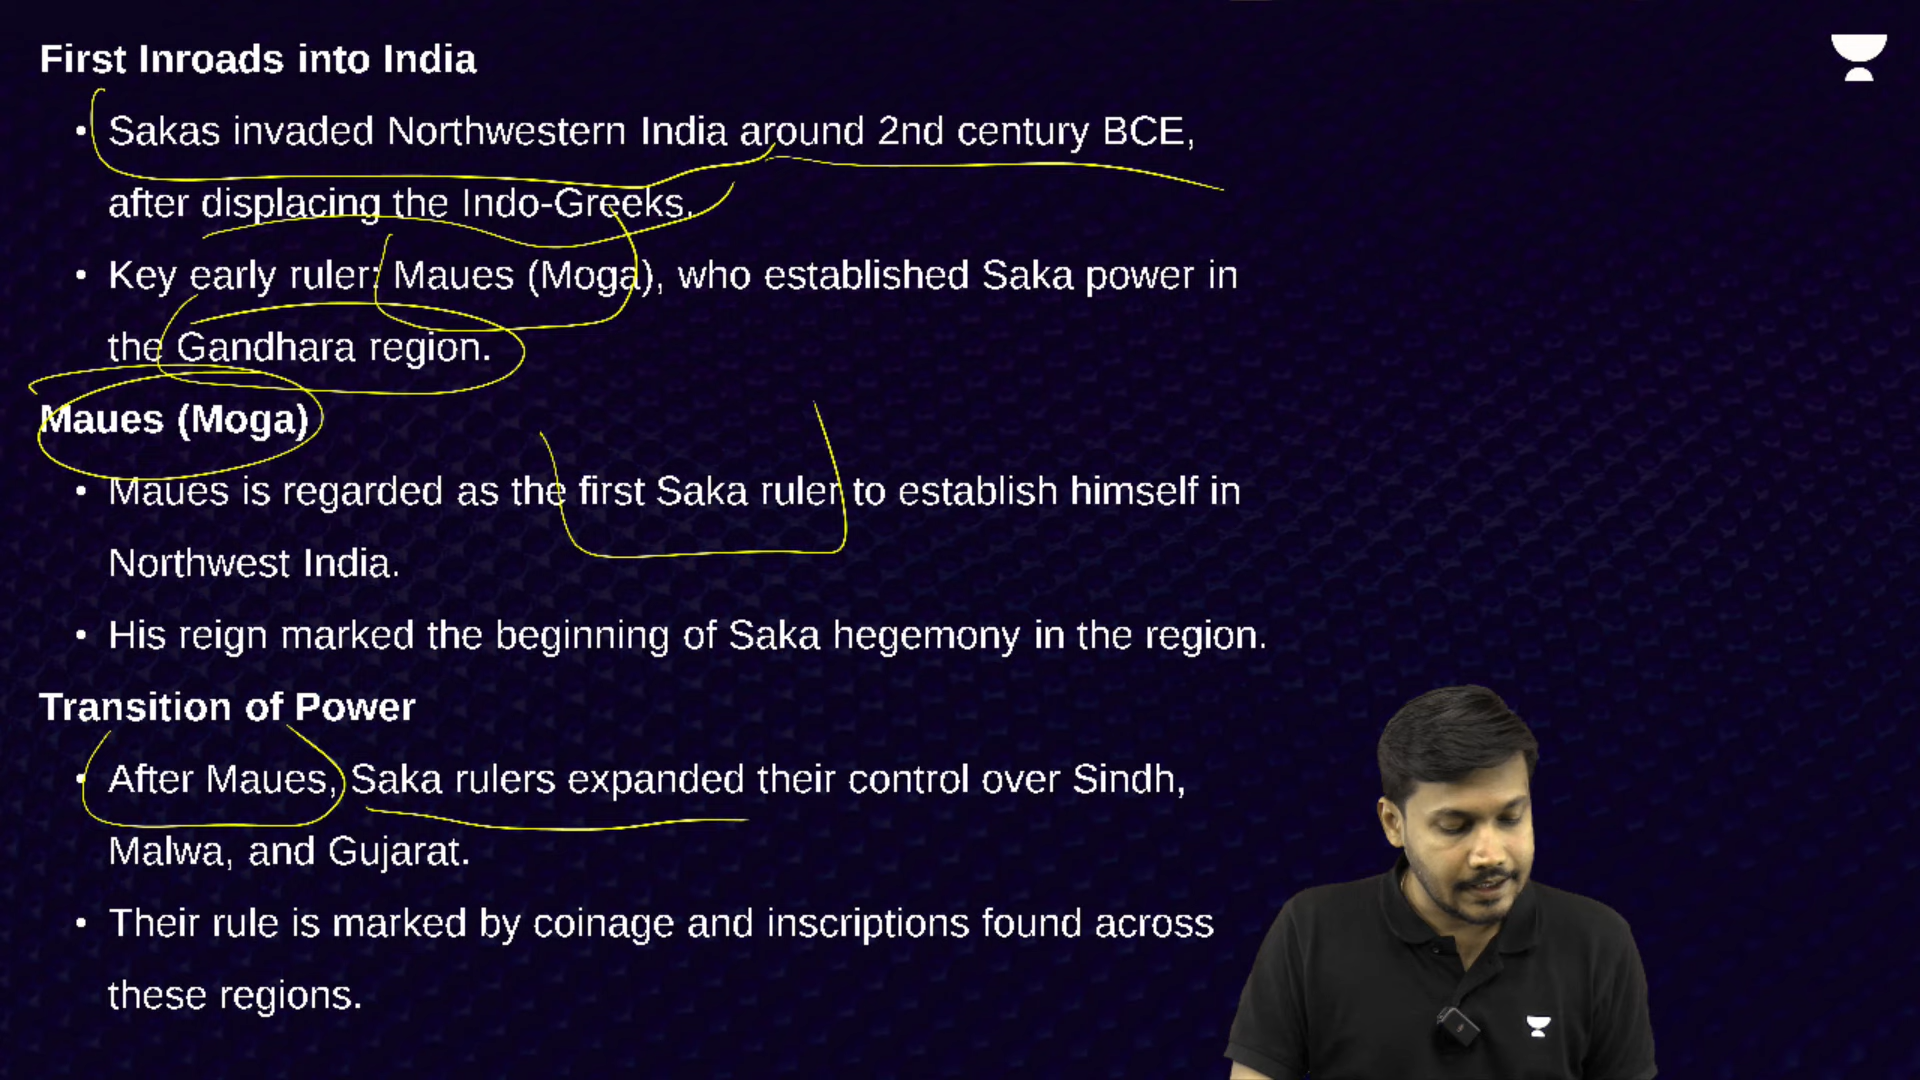 First Inroads into India
• Sakas invaded Northwestern India around 2nd century BCE,
after displacing the Indo-Greeks.
• Key early ruler: Maues (Moga), who established Saka power in
the Gandhara region.
Maues (Moga)
• Maues is regarded as the first Saka ruler to establish himself in
Northwest India.
• His reign marked the beginning of Saka hegemony in the region.
Transition of Power
• After Maues, Saka rulers expanded their control over Sindh,
Malwa, and Gujarat.
• Their rule is marked by coinage and inscriptions found across
these regions.